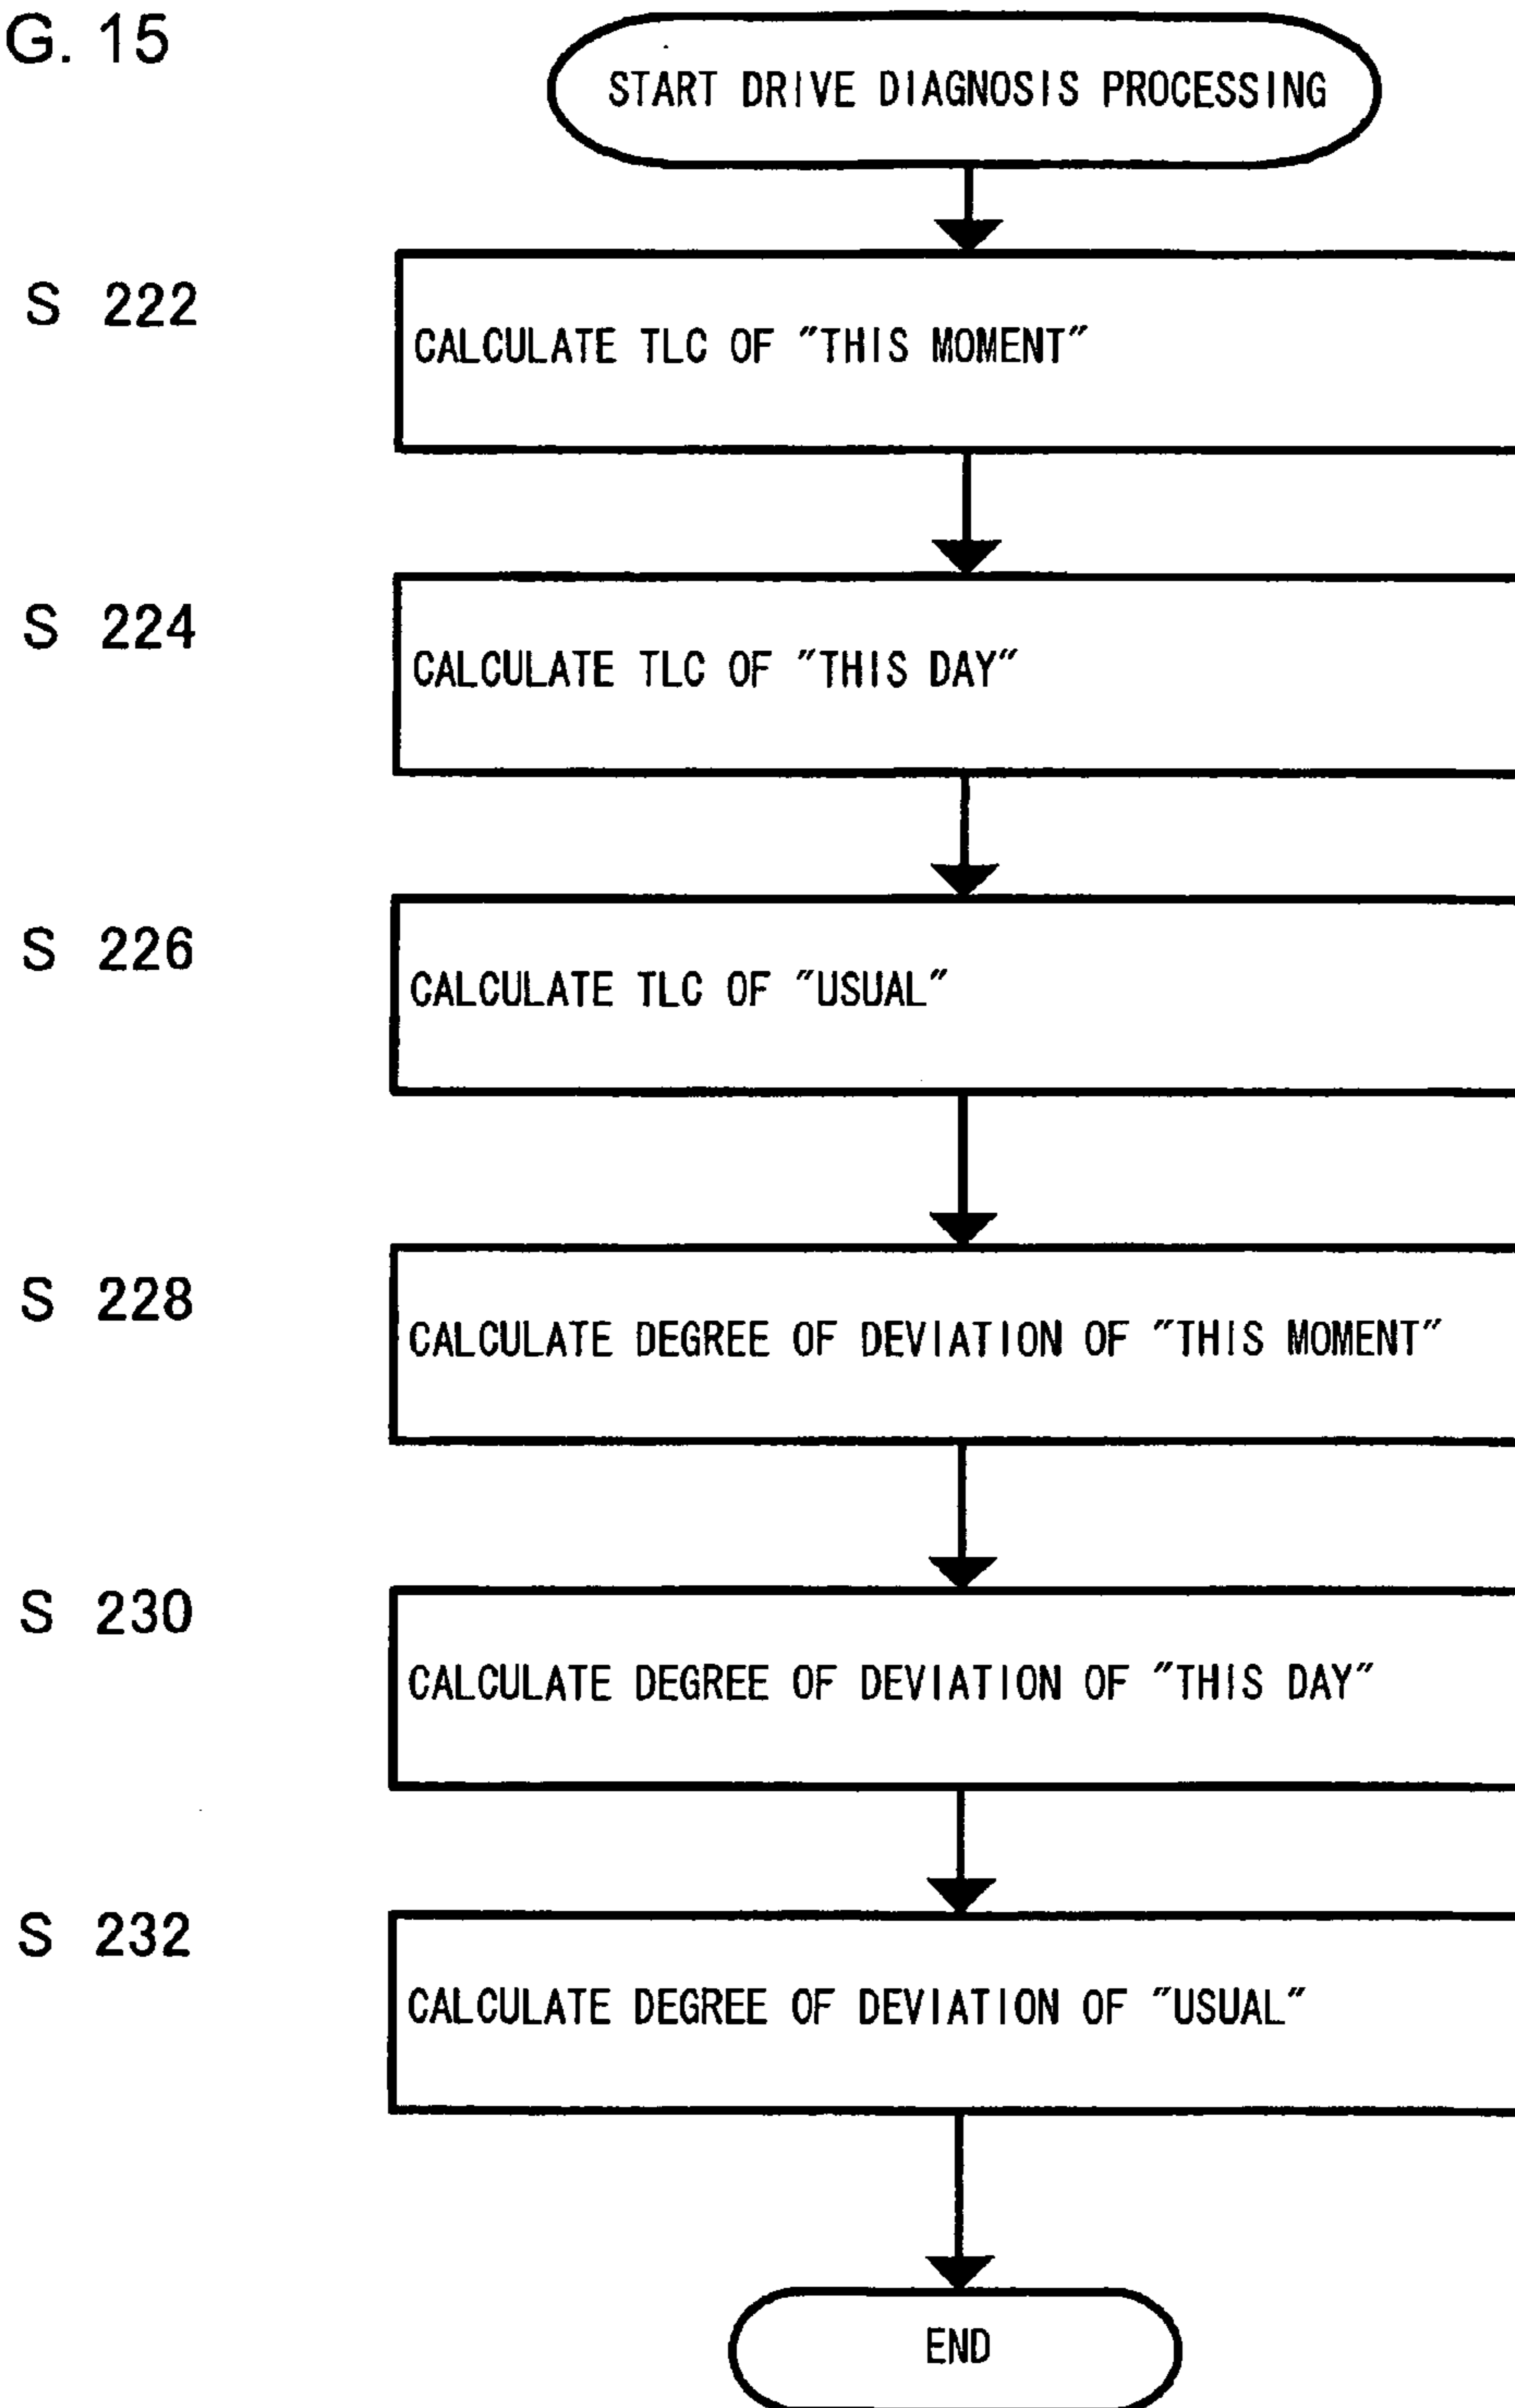 G. 15
START DRIVE DIAGNOSIS PROCESSING
S 222
CALCULATE TLC OF "THIS MOMENT"
S 224
CALCULATE TLC OF "THIS DAY"
S 226
CALCULATE TLC OF "USUAL"
S 228
CALCULATE DEGREE OF DEVIATION OF "THIS MOMENT"
S 230
CALCULATE DEGREE OF DEVIATION OF "THIS DAY"
S 232
CALCULATE DEGREE OF DEVIATION OF "USUAL"
END